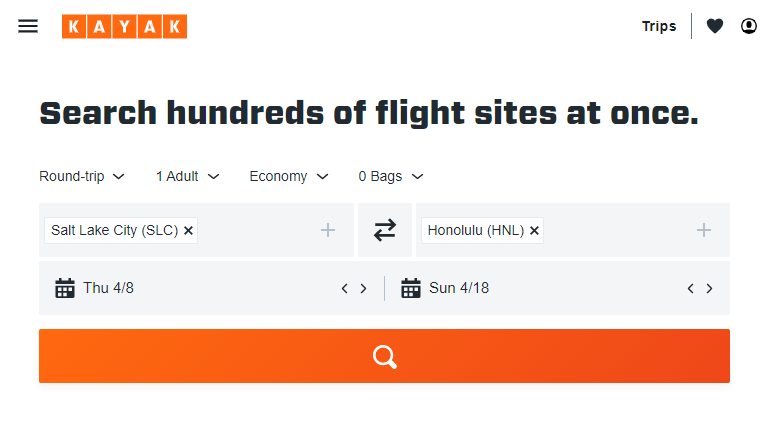 KAYAK Trips
Search hundreds of flight sites at once.
Round-trip 1 Adult Economy 0 Bags
Salt Lake City (SLC) Honolulu (HNL)
Thu 4/8 Sun 4/18